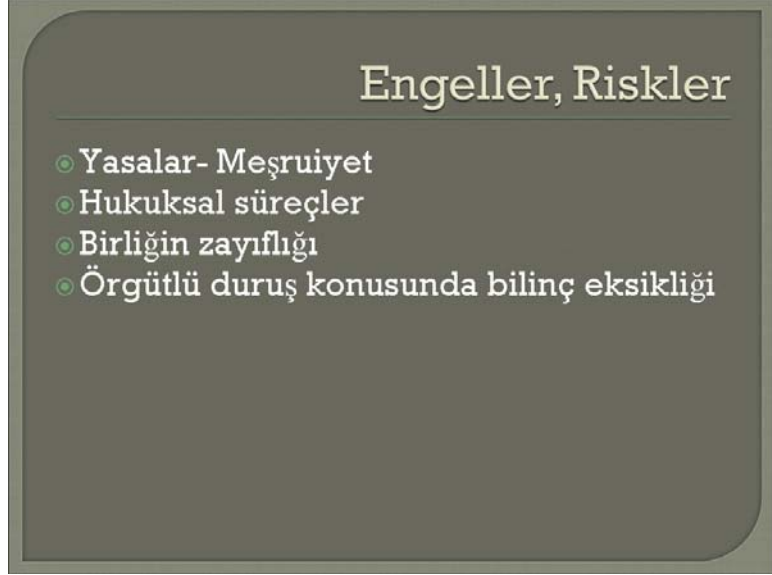 Engeller, Riskler
Yasalar- Meşruiyet
Hukuksal süreçler
Birliğin zayıflığı
Örgütlü duruş konusunda bilinç eksikliği